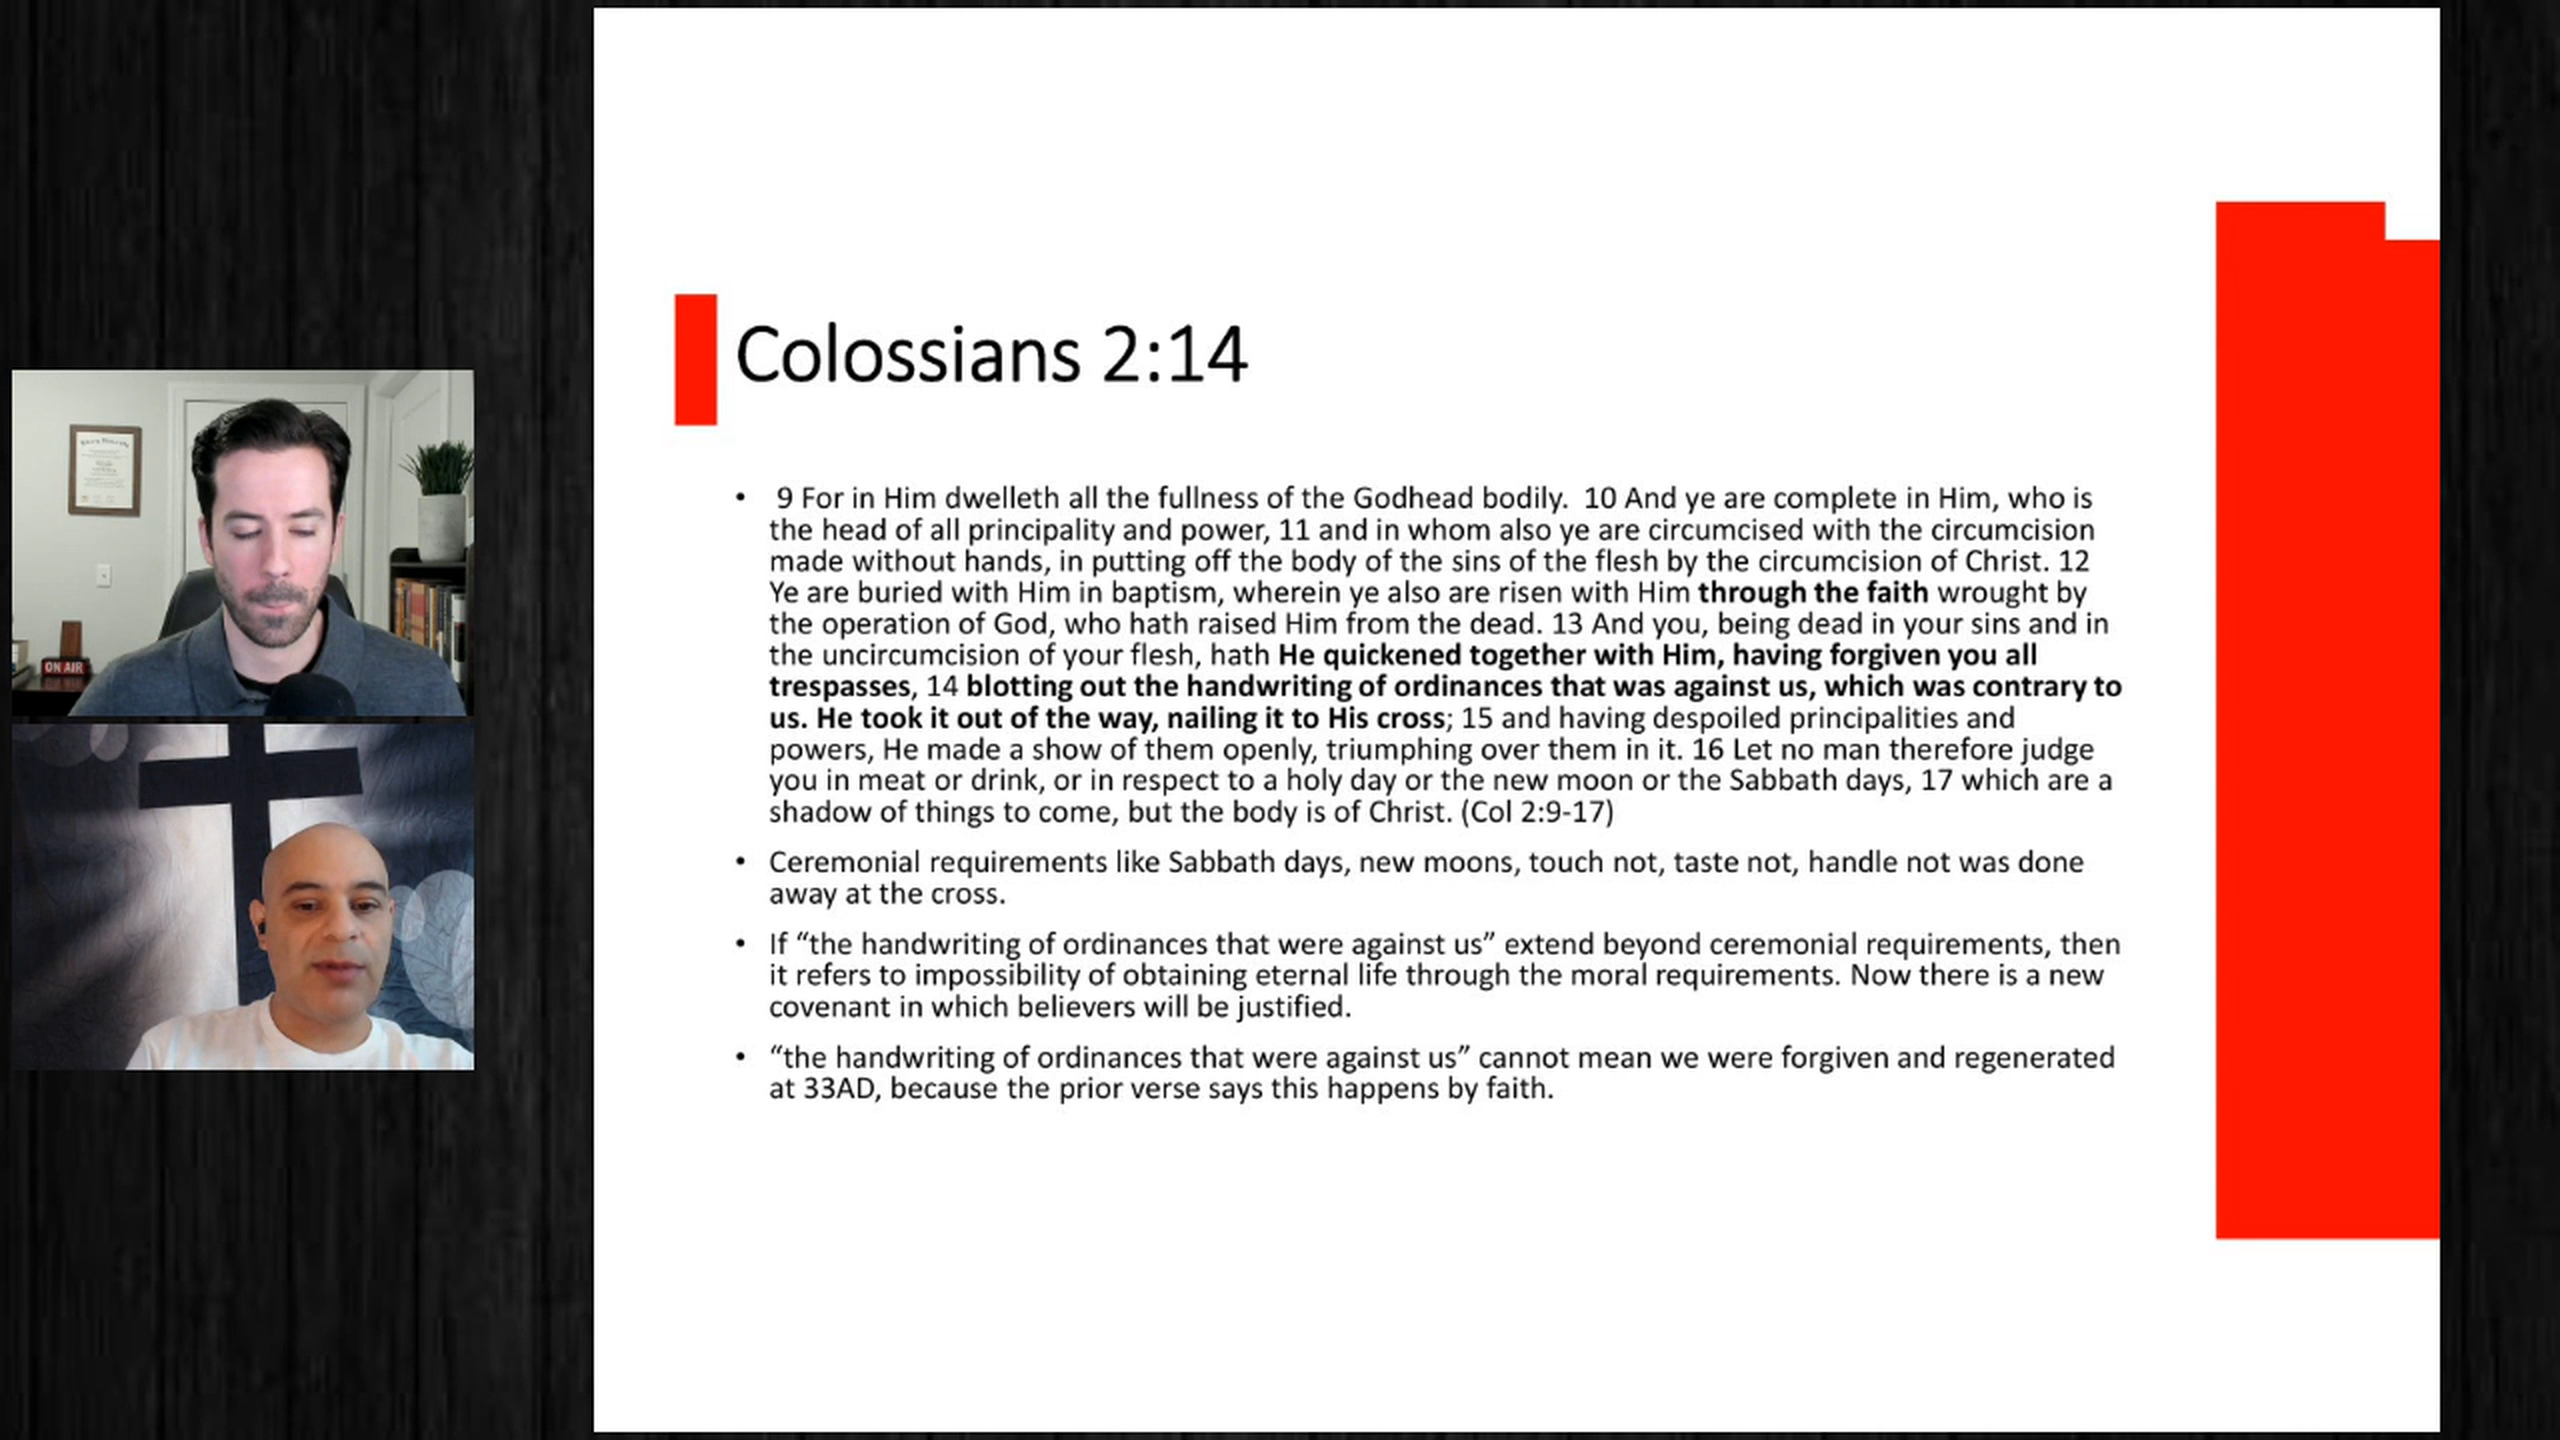 Colossians 2:14
• 9 For in Him dwelleth all the fullness of the Godhead bodily.  10 And ye are complete in Him, who is
the head of all principality and power, 11 and in whom also ye are circumcised with the circumcision
made without hands, in putting off the body of the sins of the flesh by the circumcision of Christ. 12
Ye are buried with Him in baptism, wherein ye also are risen with Him through the faith wrought by
the operation of God, who hath raised Him from the dead. 13 And you, being dead in your sins and in
the uncircumcision of your flesh, hath He quickened together with Him, having forgiven you all
trespasses, 14 blotting out the handwriting of ordinances that was against us, which was contrary to
us. He took it out of the way, nailing it to His cross; 15 and having despoiled principalities and
powers, He made a show of them openly, triumphing over them in it. 16 Let no man therefore judge
you in meat or drink, or in respect to a holy day or the new moon or the Sabbath days, 17 which are a
shadow of things to come, but the body is of Christ. (Col 2:9-17)
• Ceremonial requirements like Sabbath days, new moons, touch not, taste not, handle not was done
away at the cross.
• If “the handwriting of ordinances that were against us” extend beyond ceremonial requirements, then
it refers to impossibility of obtaining eternal life through the moral requirements. Now there is a new
covenant in which believers will be justified.
• “the handwriting of ordinances that were against us” cannot mean we were forgiven and regenerated
at 33AD, because the prior verse says this happens by faith.
ON AIR